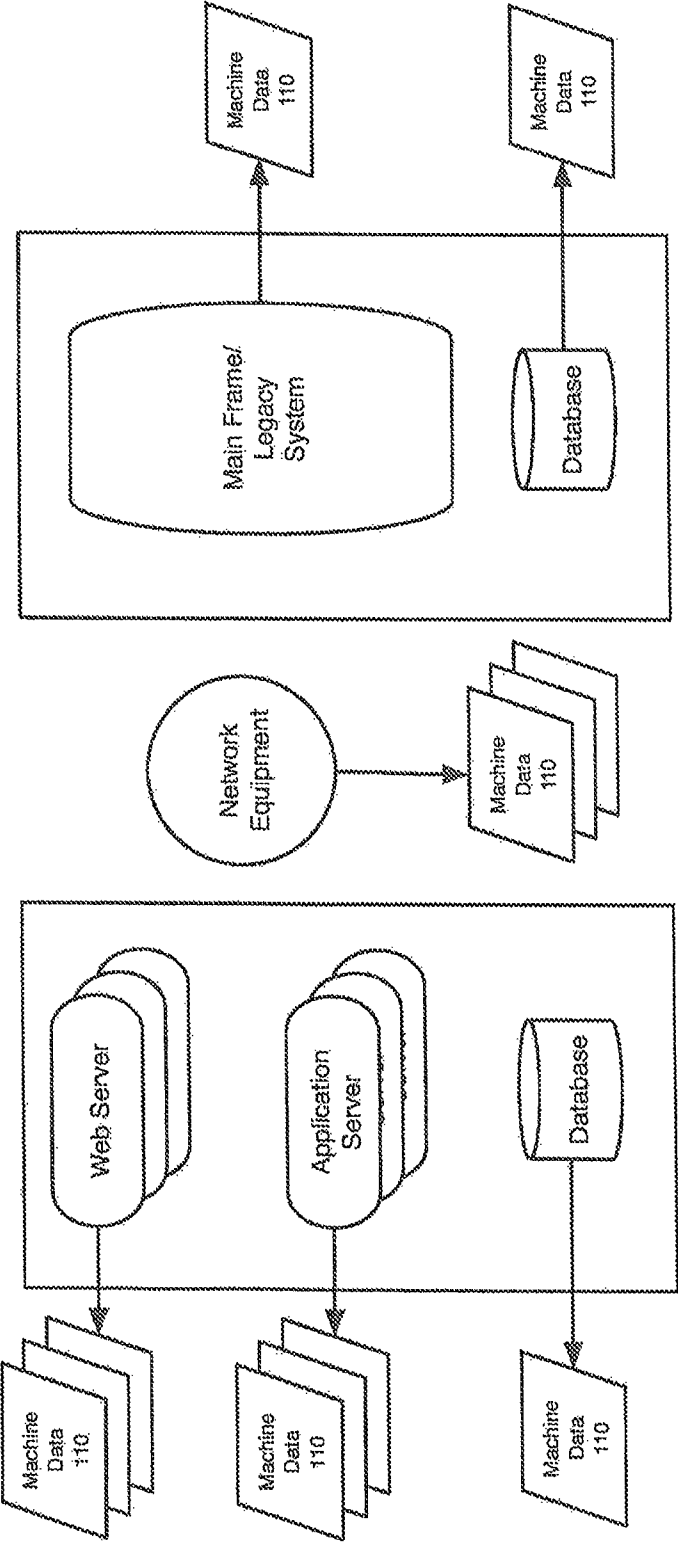 Machine
Data
110
Web Server
Machine
Data
110
Application
Server
Machine
Data
110
Database
Network
Equipment
Machine
Data
110
Main Frame/
Legacy
System
Machine
Data
110
Database
Machine
Data
110